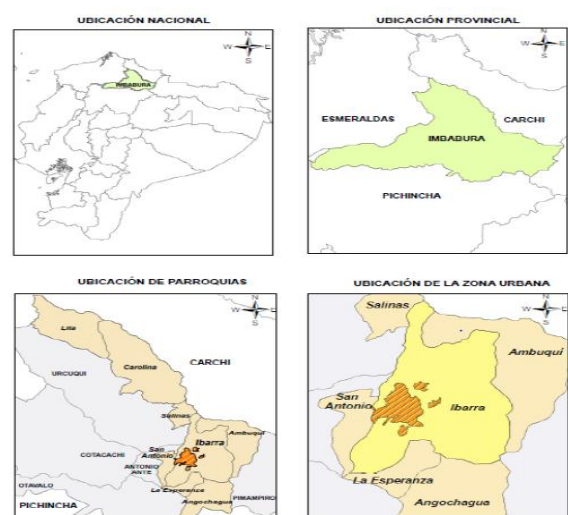 UBICACIÓN NACIONAL
N
W E
S
IMBABURA
UBICACIÓN PROVINCIAL
N
W E
S
ESMERALDAS
CARCHI
IMBABURA
PICHINCHA
UBICACIÓN DE PARROQUIAS
N
W E
S
Lita
Carolina
CARCHI
URCUQUI
Salinas
Ambuquí
Ibarra
San
Antonio
COTACACHI
ANTONIO
ANTE
OTAVALO
La Esperanza
PIMAMPIRO
Angochagua
PICHINCHA
UBICACIÓN DE LA ZONA URBANA
N
W E
S
Salinas
Ambuquí
San
Antonio
Ibarra
La Esperanza
Angochagua